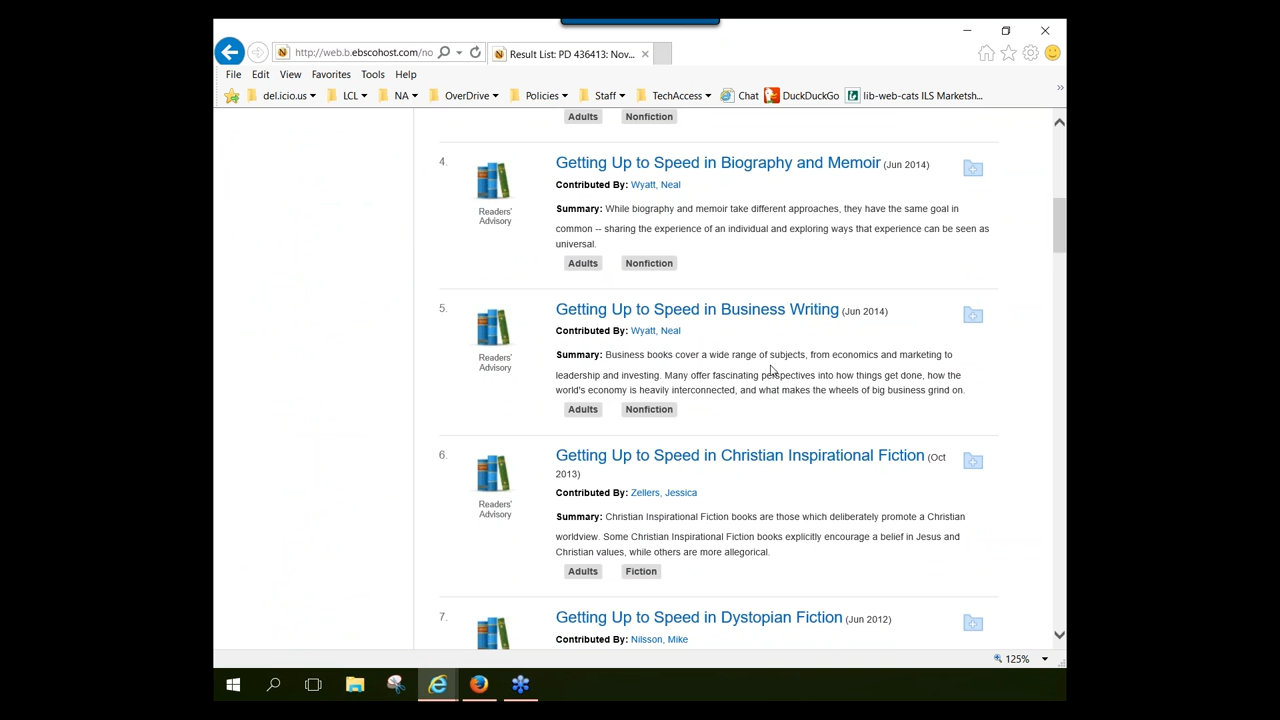 http://web.b.ebscohost.com/no
Result List: PD 436413: Nov...
File Edit View Favorites Tools Help
del.icio.us LCL NA OverDrive Policies Staff TechAccess Chat DuckDuckGo lib-web-cats ILS Marketsh...
Adults Nonfiction
4.
Getting Up to Speed in Biography and Memoir (Jun 2014)
Readers'
Advisory
Contributed By: Wyatt, Neal
Summary: While biography and memoir take different approaches, they have the same goal in
common -- sharing the experience of an individual and exploring ways that experience can be seen as
universal.
Adults Nonfiction
5.
Getting Up to Speed in Business Writing (Jun 2014)
Readers'
Advisory
Contributed By: Wyatt, Neal
Summary: Business books cover a wide range of subjects, from economics and marketing to
leadership and investing. Many offer fascinating perspectives into how things get done, how the
world's economy is heavily interconnected, and what makes the wheels of big business grind on.
Adults Nonfiction
6.
Getting Up to Speed in Christian Inspirational Fiction (Oct
2013)
Readers'
Advisory
Contributed By: Zellers, Jessica
Summary: Christian Inspirational Fiction books are those which deliberately promote a Christian
worldview. Some Christian Inspirational Fiction books explicitly encourage a belief in Jesus and
Christian values, while others are more allegorical.
Adults Fiction
7.
Getting Up to Speed in Dystopian Fiction (Jun 2012)
Contributed By: Nilsson, Mike
125%